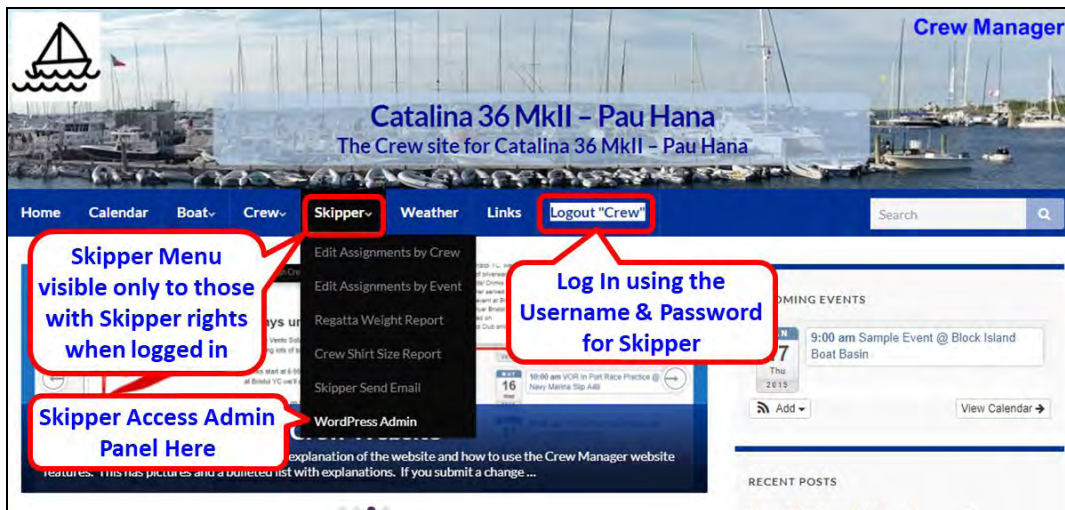 Crew Manager
Catalina 36 MkII – Pau Hana
The Crew site for Catalina 36 MkII – Pau Hana
Home Calendar Boat Crew Skipper Weather Links Logout "Crew" Search
Skipper Menu
visible only to those
with Skipper rights
when logged in
Edit Assignments by Crew
Edit Assignments by Event
Regatta Weight Report
Crew Shirt Size Report
Skipper Send Email
WordPress Admin
Log In using the
Username & Password
for Skipper
Skipper Access Admin
Panel Here
16
10:00 am VOR In Port Race Practice @
Navy Marina Slip A48
explanation of the website and how to use the Crew Manager website
features. This has pictures and a bulleted list with explanations. If you submit a change ...
OMING EVENTS
7
Thu
2015
9:00 am Sample Event @ Block Island
Boat Basin
Add View Calendar
RECENT POSTS